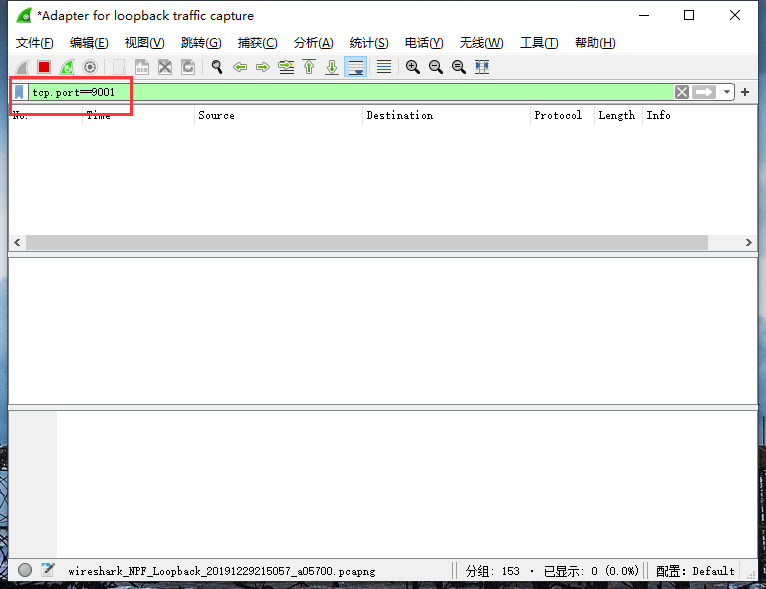 *Adapter for loopback traffic capture
文件(F) 编辑(E) 视图(V) 跳转(G) 捕获(C) 分析(A) 统计(S) 电话(Y) 无线(W) 工具(T) 帮助(H)
tcp.port==9001
No. Time Source Destination Protocol Length Info
wireshark_NPF_Loopback_20191229215057_a05700.pcapng 分组: 153 · 已显示: 0 (0.0%) 配置: Default